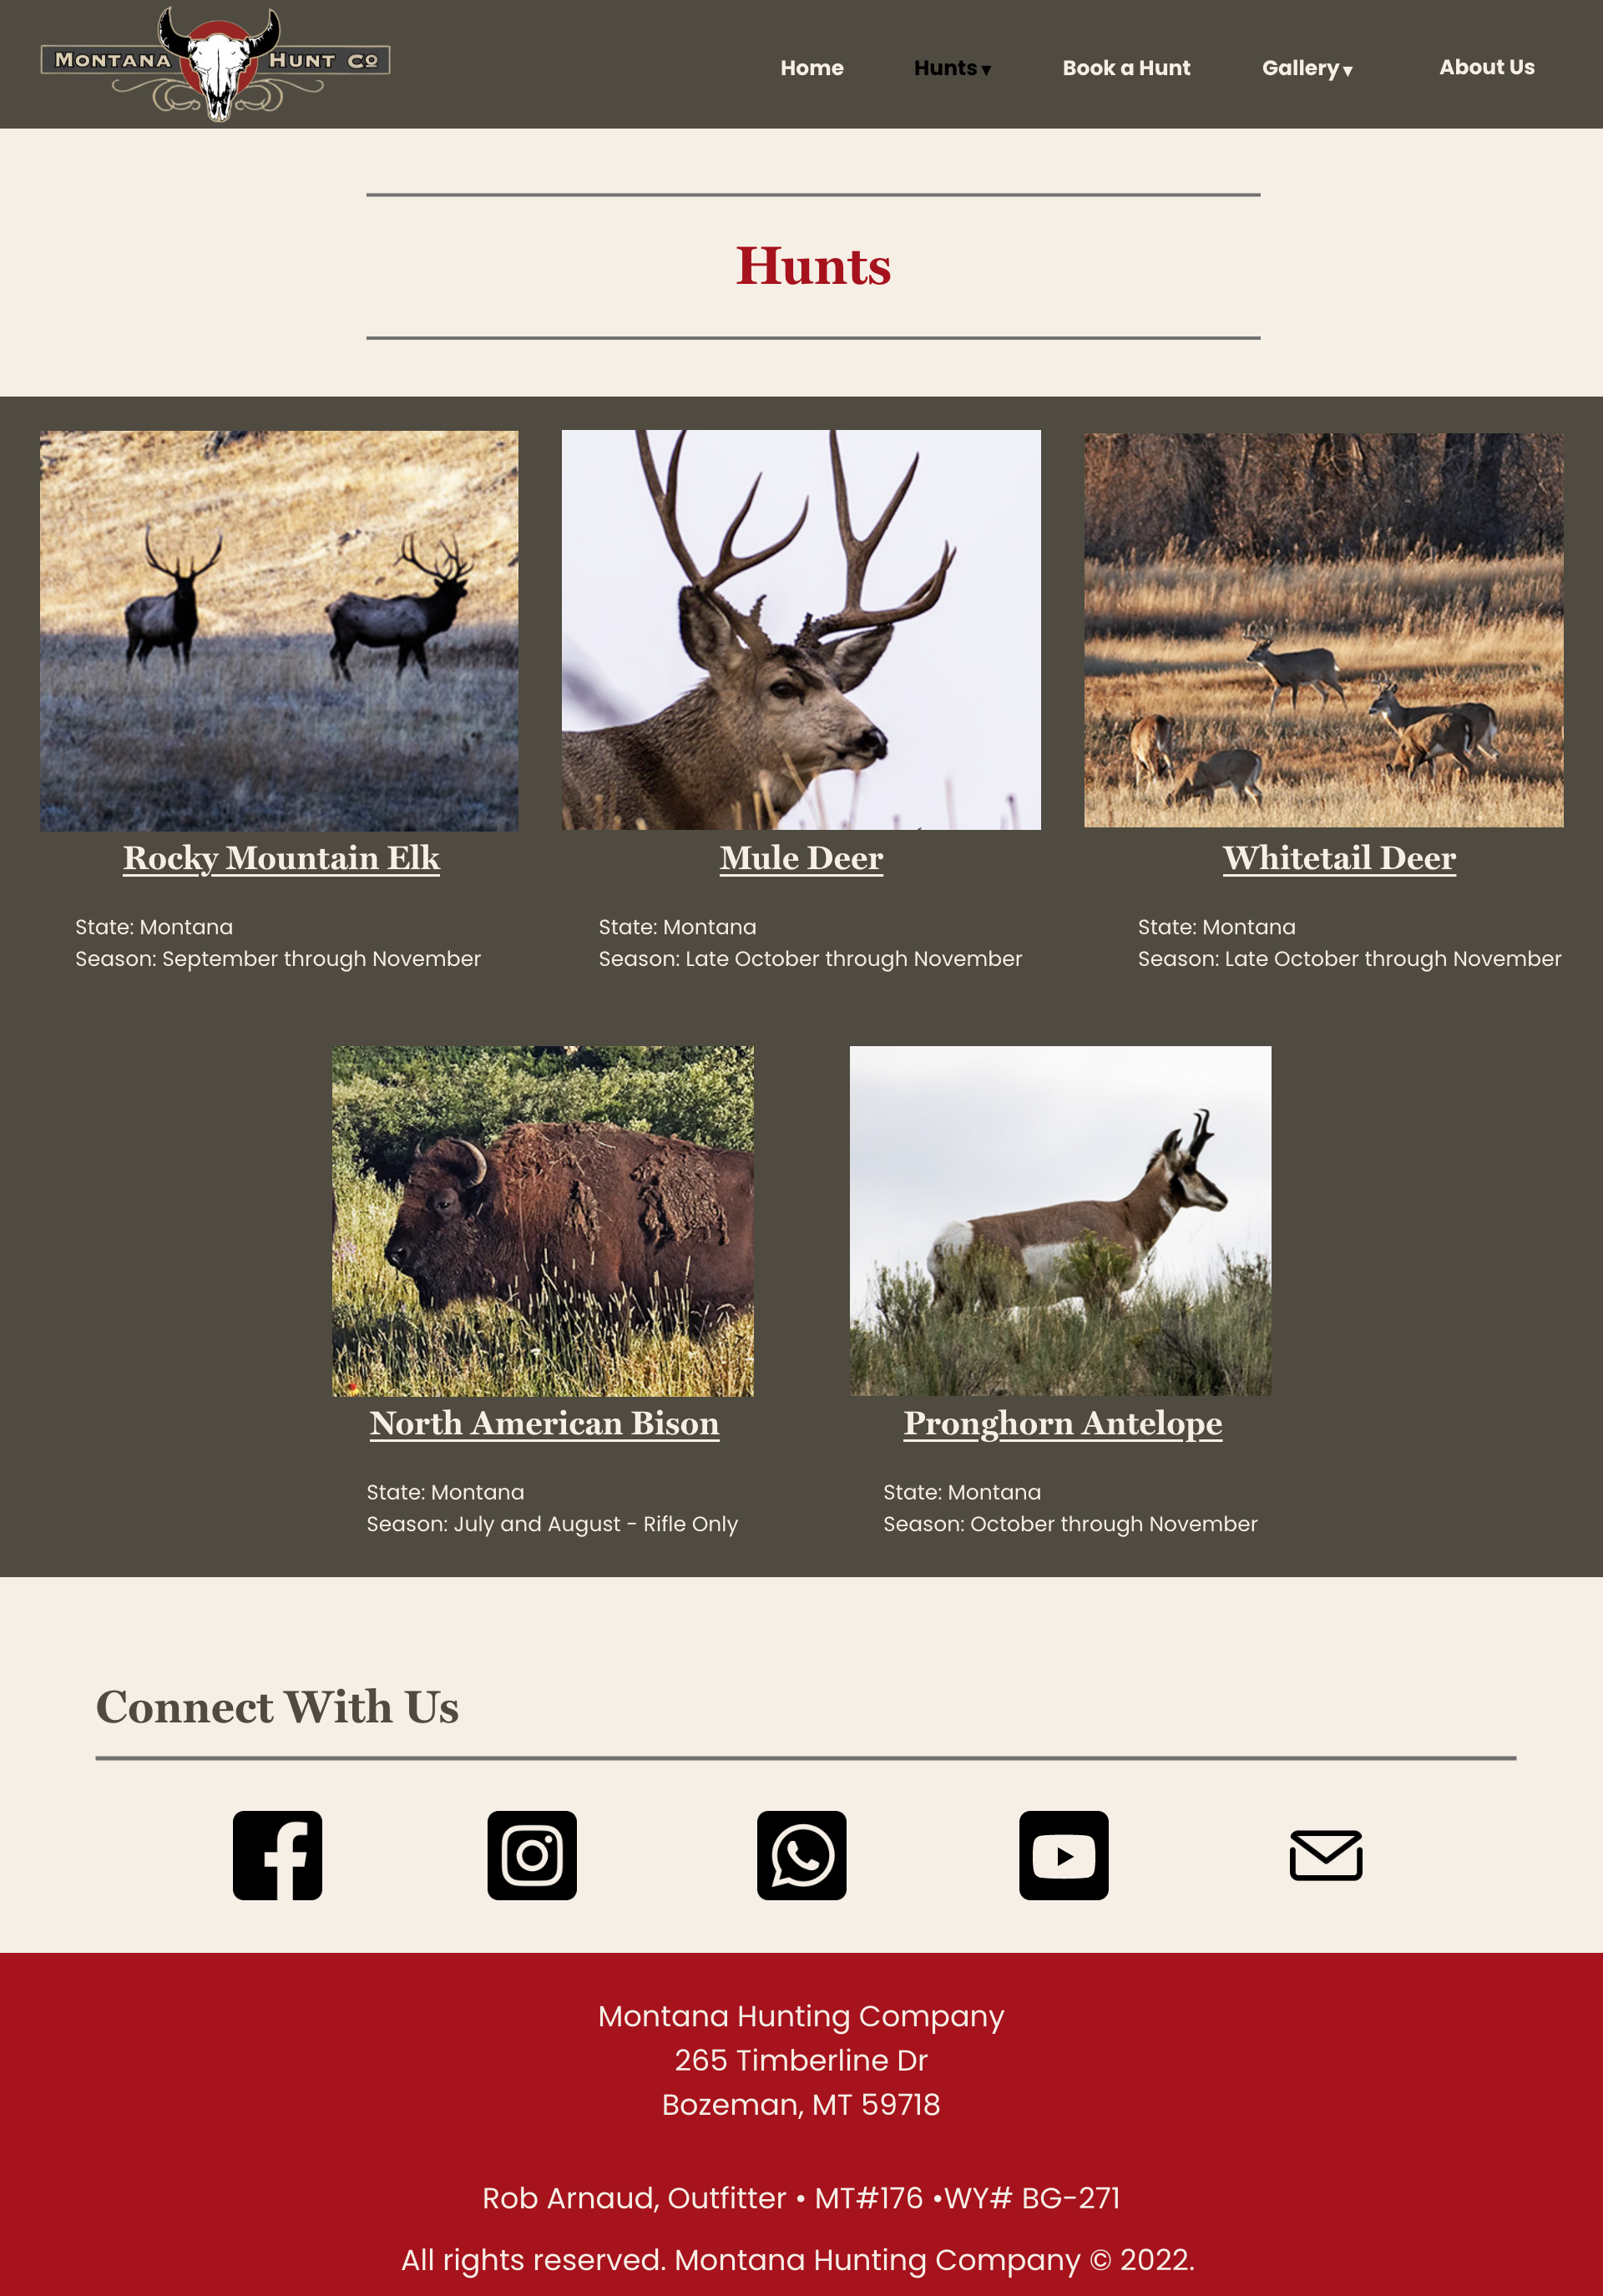 MONTANA HUNT CO
Home Hunts▼ Book a Hunt Gallery▼ About Us
Hunts
Rocky Mountain Elk
State: Montana
Season: September through November
Mule Deer
State: Montana
Season: Late October through November
Whitetail Deer
State: Montana
Season: Late October through November
North American Bison
State: Montana
Season: July and August - Rifle Only
Pronghorn Antelope
State: Montana
Season: October through November
Connect With Us
Montana Hunting Company
265 Timberline Dr
Bozeman, MT 59718
Rob Arnaud, Outfitter • MT#176 •WY# BG-271
All rights reserved. Montana Hunting Company © 2022.